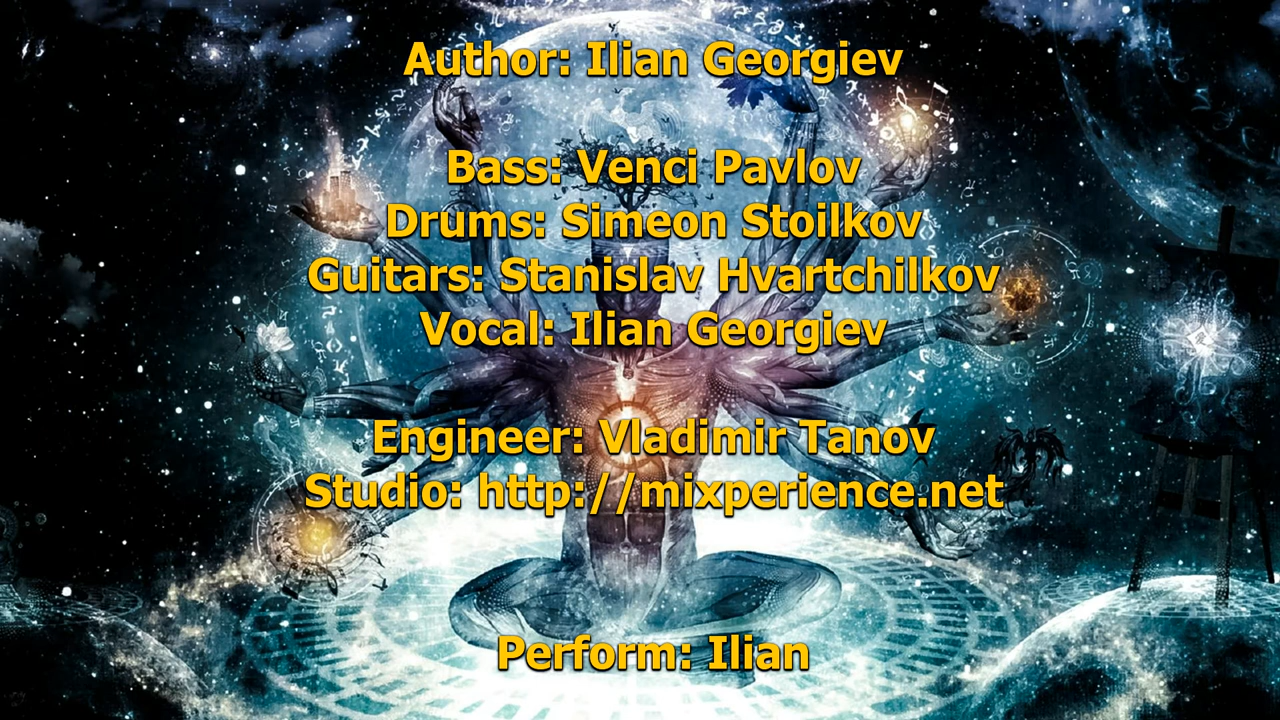 Author: Ilian Georgiev
Bass: Venci Pavlov
Drums: Simeon Stoilkov
Guitars: Stanislav Hvartchilkov
Vocal: Ilian Georgiev
Engineer: Vladimir Tanov
Studio: http://mixperience.net
Perform: Ilian